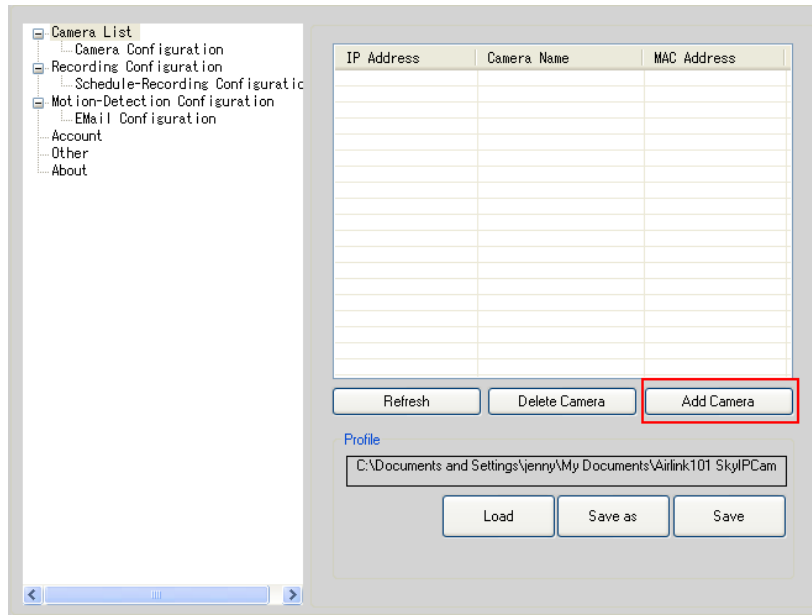 Camera List
Camera Configuration
Recording Configuration
Schedule-Recording Configuratic
Motion-Detection Configuration
EMail Configuration
Account
Other
About
IP Address Camera Name MAC Address
Refresh Delete Camera Add Camera
Profile
C:\Documents and Settings\jenny\My Documents\Airlink101 SkyIPCam
Load Save as Save